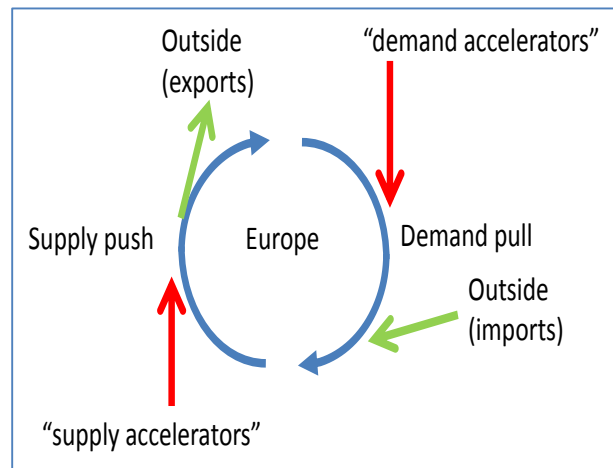 Outside
(exports)
“demand accelerators”
Supply push
Europe
Demand pull
Outside
(imports)
“supply accelerators”